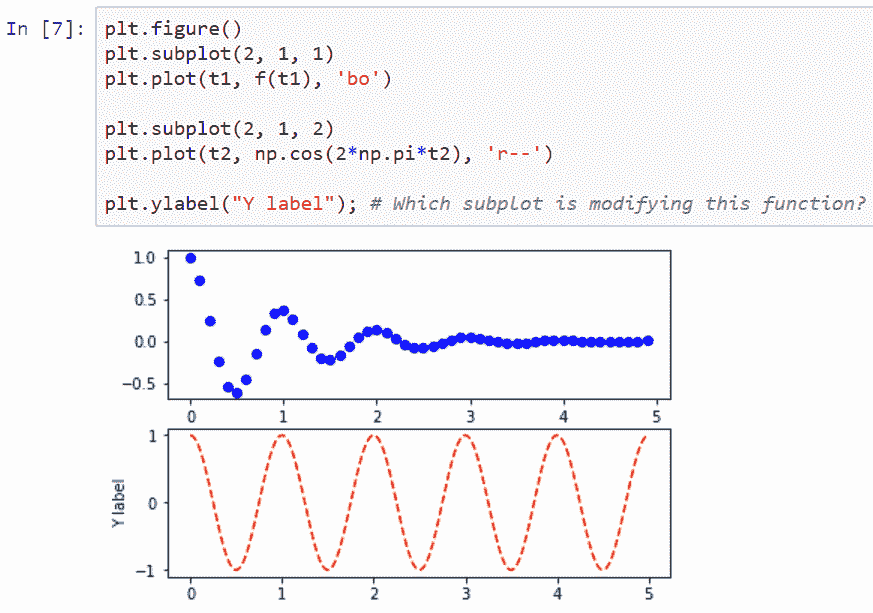 In [7]: plt.figure()
plt.subplot(2, 1, 1)
plt.plot(t1, f(t1), 'bo')
plt.subplot(2, 1, 2)
plt.plot(t2, np.cos(2*np.pi*t2), 'r--')
plt.ylabel("Y label"); # Which subplot is modifying this function?
1.0
0.5
0.0
−0.5
0 1 2 3 4 5
1
0
−1
Y label
0 1 2 3 4 5